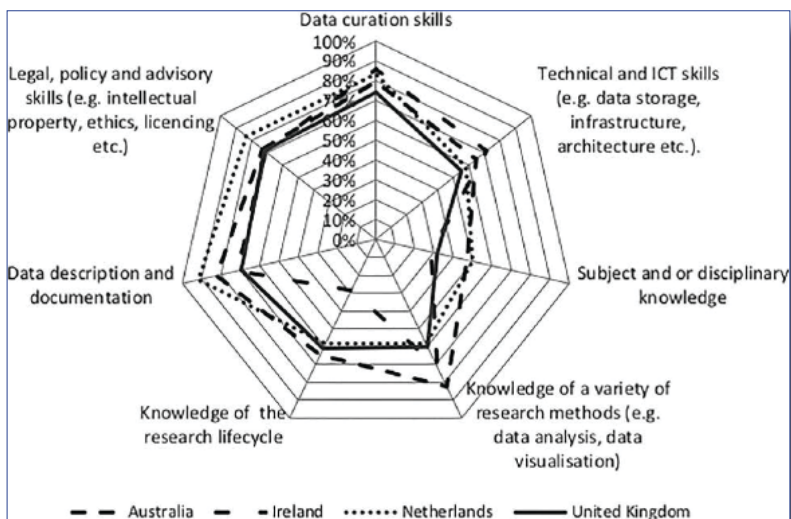 Data curation skills
100%
90%
80%
70%
60%
50%
40%
30%
20%
10%
0%
Legal, policy and advisory
skills (e.g. intellectual
property, ethics, licencing
etc.)
Technical and ICT skills
(e.g. data storage,
infrastructure,
architecture etc.).
Data description and
documentation
Subject and or disciplinary
knowledge
Knowledge of the
research lifecycle
Knowledge of a variety of
research methods (e.g.
data analysis, data
visualisation)
Australia Ireland Netherlands United Kingdom